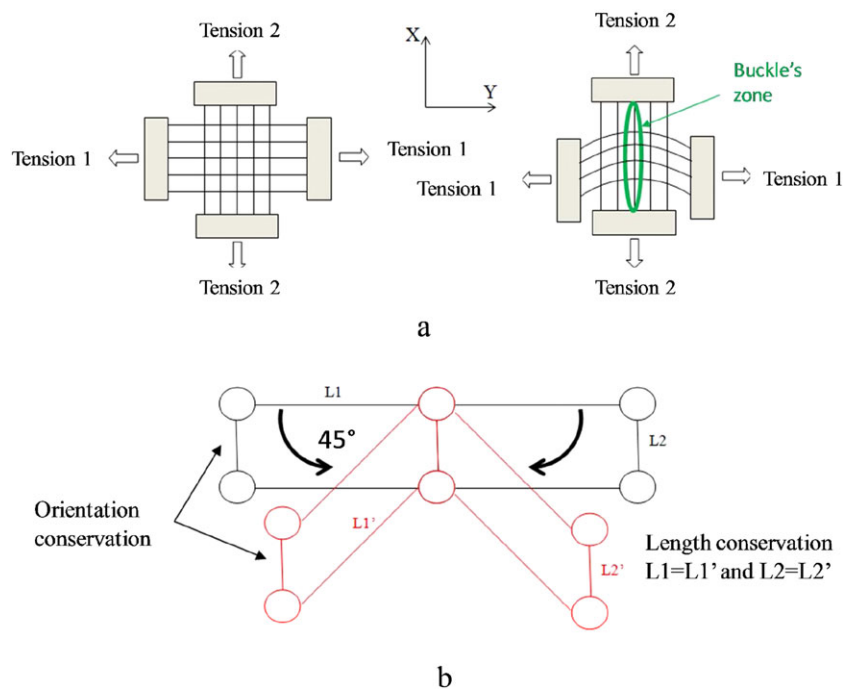 Tension 2
Tension 1
Tension 1
Tension 2
X
Y
Tension 2
Buckle's
zone
Tension 1
Tension 1
Tension 2
a
L1
45°
L2
Orientation
conservation
L1'
L2'
Length conservation
L1=L1' and L2=L2'
b